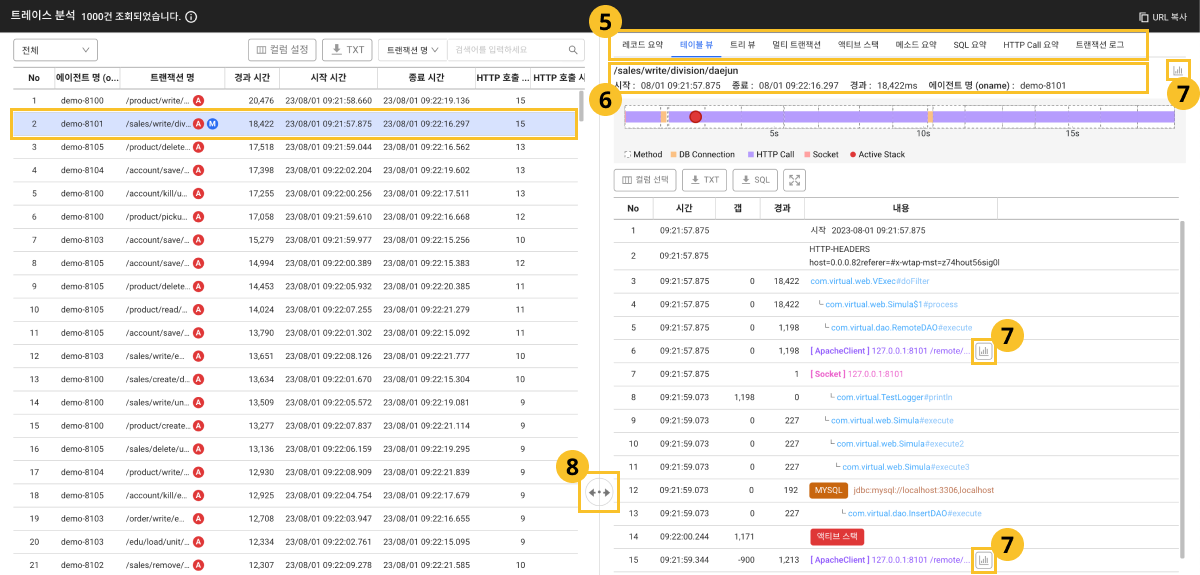 트레이스 분석 1000건 조회되었습니다.
URL 복사
전체
컬럼 설정
TXT
트랜잭션 명
검색어를 입력하세요
No 에이전트 명 (o... 트랜잭션 명 경과 시간 시작 시간 종료 시간 HTTP 호출 ... HTTP 호출 시
1 demo-8100 /product/write/... A 20,476 23/08/01 09:21:58.660 23/08/01 09:22:19.136 15
2 demo-8101 /sales/write/div... A M 18,422 23/08/01 09:21:57.875 23/08/01 09:22:16.297 15
3 demo-8105 /product/delete... A 17,518 23/08/01 09:21:59.044 23/08/01 09:22:16.562 13
4 demo-8104 /account/save/... A 17,398 23/08/01 09:22:02.204 23/08/01 09:22:19.602 13
5 demo-8100 /account/kill/u... A 17,255 23/08/01 09:22:00.256 23/08/01 09:22:17.511 13
6 demo-8100 /product/picku... A 17,058 23/08/01 09:21:59.610 23/08/01 09:22:16.668 12
7 demo-8103 /account/save/... A 15,279 23/08/01 09:21:59.977 23/08/01 09:22:15.256 10
8 demo-8105 /account/save/... A 14,994 23/08/01 09:22:00.389 23/08/01 09:22:15.383 12
9 demo-8105 /product/delete... A 14,453 23/08/01 09:22:05.932 23/08/01 09:22:20.385 11
10 demo-8105 /product/read/... A 14,024 23/08/01 09:22:07.255 23/08/01 09:22:21.279 11
11 demo-8105 /account/save/... A 13,790 23/08/01 09:22:01.302 23/08/01 09:22:15.092 11
12 demo-8103 /sales/write/e... A 13,651 23/08/01 09:22:08.126 23/08/01 09:22:21.777 10
13 demo-8100 /sales/create/d... A 13,634 23/08/01 09:22:01.670 23/08/01 09:22:15.304 10
14 demo-8100 /sales/write/un... A 13,509 23/08/01 09:22:05.572 23/08/01 09:22:19.081 9
15 demo-8100 /product/create... A 13,277 23/08/01 09:22:07.837 23/08/01 09:22:21.114 9
16 demo-8105 /sales/delete/u... A 13,136 23/08/01 09:22:06.159 23/08/01 09:22:19.295 9
17 demo-8104 /product/write/... A 12,930 23/08/01 09:22:08.909 23/08/01 09:22:21.839 9
18 demo-8105 /account/kill/e... A 12,925 23/08/01 09:22:04.754 23/08/01 09:22:17.679 9
19 demo-8103 /order/write/e... A 12,708 23/08/01 09:22:03.947 23/08/01 09:22:16.655 9
20 demo-8103 /edu/load/unit/... A 12,334 23/08/01 09:22:02.761 23/08/01 09:22:15.095 9
21 demo-8102 /sales/remove/... A 12,307 23/08/01 09:22:09.278 23/08/01 09:22:21.585 10
5
레코드 요약 테이블 뷰 트리 뷰 멀티 트랜잭션 액티브 스택 메소드 요약 SQL 요약 HTTP Call 요약 트랜잭션 로그
/sales/write/division/daejun
시작 : 08/01 09:21:57.875 종료 : 08/01 09:22:16.297 경과 : 18,422ms 에이전트 명 (oname) : demo-8101
6
7
5s 10s 15s
Method DB Connection HTTP Call Socket Active Stack
컬럼 선택 TXT SQL
No 시간 갭 경과 내용
1 09:21:57.875 시작 2023-08-01 09:21:57.875
2 09:21:57.875 HTTP-HEADERS
host=0.0.0.82referer=#x-wtap-mst=z74hout56sig0l
3 09:21:57.875 0 18,422 com.virtual.web.VExec#doFilter
4 09:21:57.875 0 18,422 com.virtual.web.Simula$1#process
5 09:21:57.875 0 1,198 com.virtual.dao.RemoteDAO#execute
6 09:21:57.875 0 1,198 [ ApacheClient ] 127.0.0.1:8101 /remote/...
7
7 09:21:57.875 1 [ Socket ] 127.0.0.1:8101
8 09:21:59.073 1,198 0 com.virtual.TestLogger#println
9 09:21:59.073 0 227 com.virtual.web.Simula#execute
10 09:21:59.073 0 227 com.virtual.web.Simula#execute2
11 09:21:59.073 0 227 com.virtual.web.Simula#execute3
12 09:21:59.073 0 192 MYSQL jdbc:mysql://localhost:3306,localhost
13 09:21:59.073 0 227 com.virtual.dao.InsertDAO#execute
14 09:22:00.244 1,171 액티브 스택
15 09:21:59.344 -900 1,213 [ ApacheClient ] 127.0.0.1:8101 /remote/...
7
8